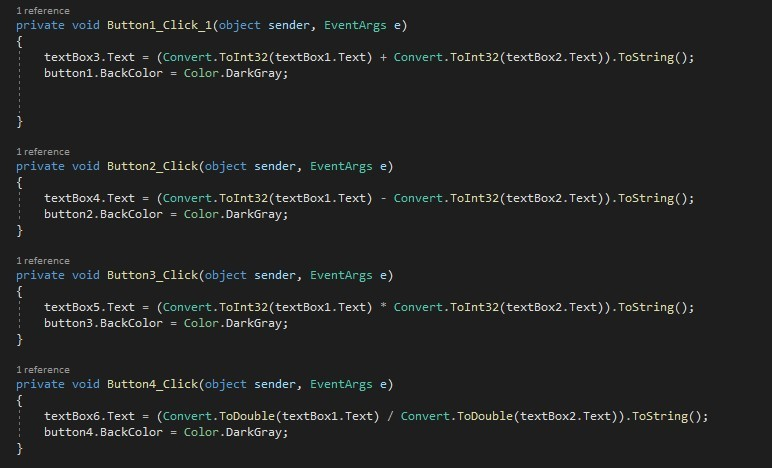 1 reference
private void Button1_Click_1(object sender, EventArgs e)
{
textBox3.Text = (Convert.ToInt32(textBox1.Text) + Convert.ToInt32(textBox2.Text)).ToString();
button1.BackColor = Color.DarkGray;
}
1 reference
private void Button2_Click(object sender, EventArgs e)
{
textBox4.Text = (Convert.ToInt32(textBox1.Text) - Convert.ToInt32(textBox2.Text)).ToString();
button2.BackColor = Color.DarkGray;
}
1 reference
private void Button3_Click(object sender, EventArgs e)
{
textBox5.Text = (Convert.ToInt32(textBox1.Text) * Convert.ToInt32(textBox2.Text)).ToString();
button3.BackColor = Color.DarkGray;
}
1 reference
private void Button4_Click(object sender, EventArgs e)
{
textBox6.Text = (Convert.ToDouble(textBox1.Text) / Convert.ToDouble(textBox2.Text)).ToString();
button4.BackColor = Color.DarkGray;
}